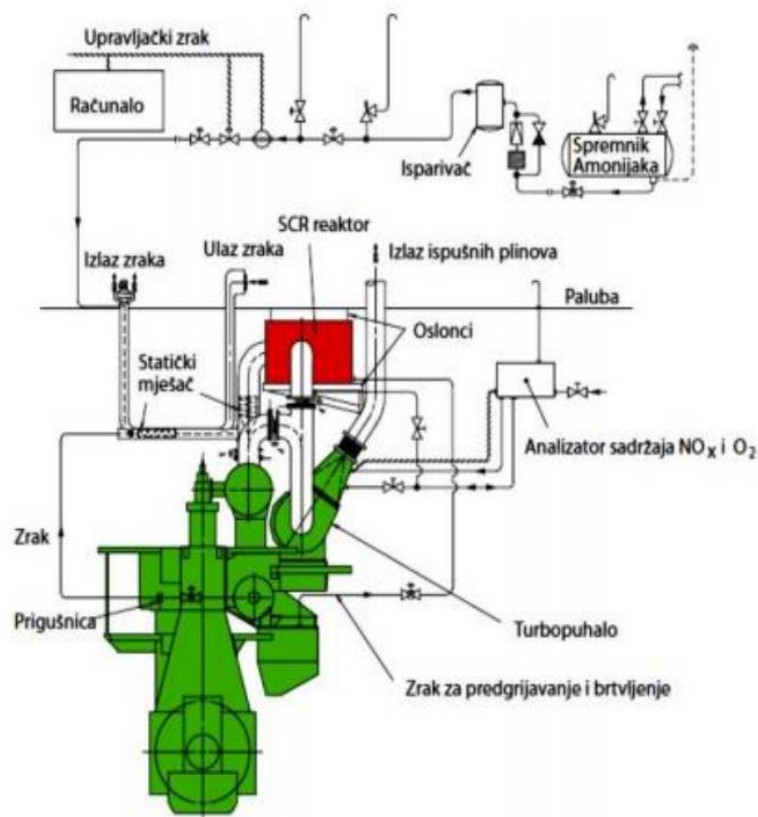 Upravljački zrak
Računalo
Isparivač
Spremnik
Amonijaka
SCR reaktor
Izlaz zraka
Ulaz zraka
Izlaz ispušnih plinova
Paluba
Oslonci
Statički
mješač
Analizator sadržaja NOx i O2
Zrak
Prigušnica
Turbopuhalo
Zrak za predgrijavanje i brtvljenje